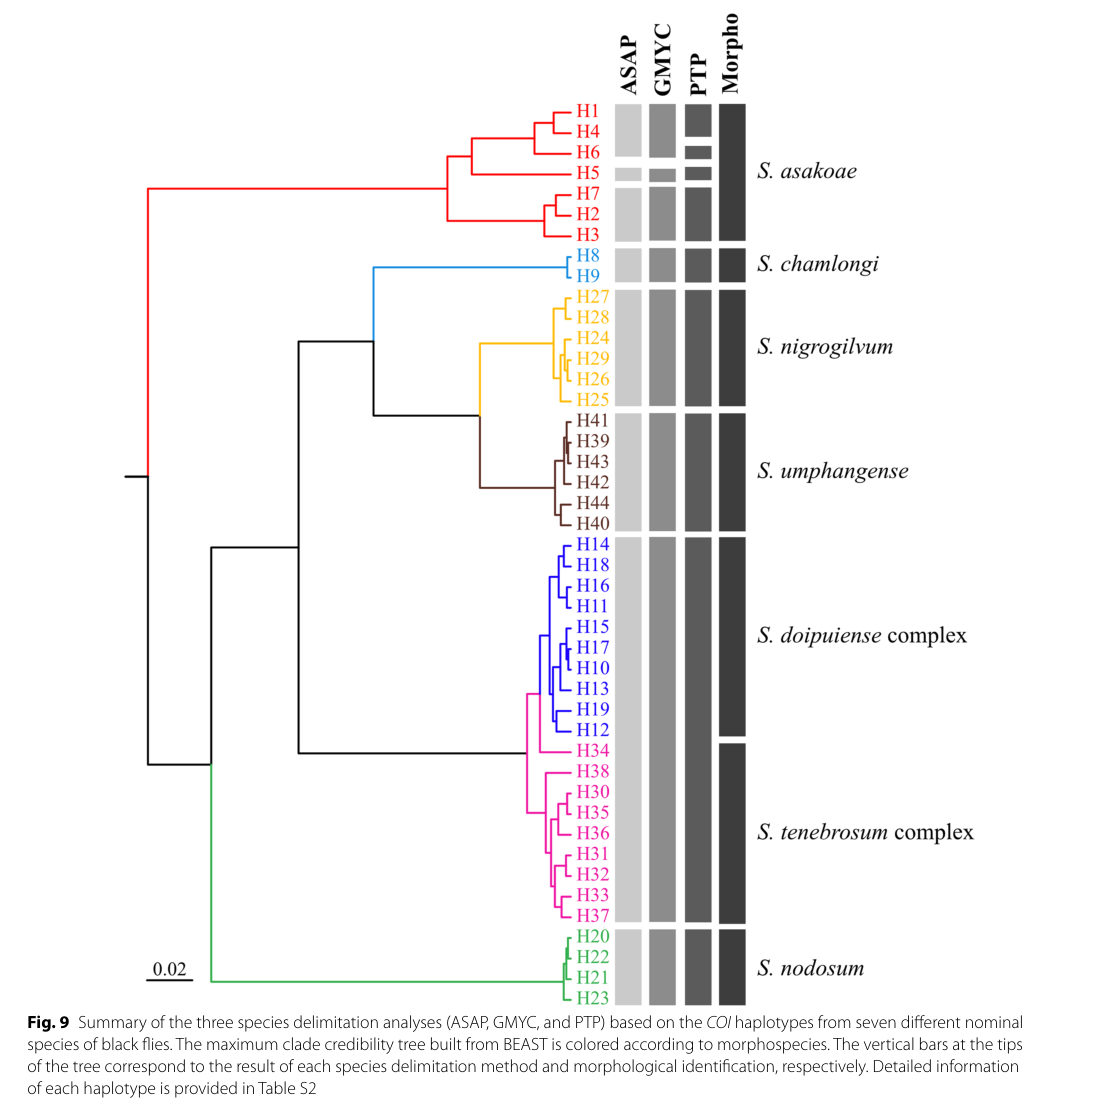 ASAP GMYC PTP Morpho
H1
H4
H6
H5
H7
H2
H3
S. asakoae
H8
H9
S. chamlongi
H27
H28
H24
H29
H26
H25
S. nigrogilvum
H41
H39
H43
H42
H44
H40
S. umphangense
H14
H18
H16
H11
H15
H17
H10
H13
H19
H12
S. doipuiense complex
H34
H38
H30
H35
H36
H31
H32
H33
H37
S. tenebrosum complex
H20
H22
H21
H23
S. nodosum
0.02
Fig. 9 Summary of the three species delimitation analyses (ASAP, GMYC, and PTP) based on the COI haplotypes from seven different nominal
species of black flies. The maximum clade credibility tree built from BEAST is colored according to morphospecies. The vertical bars at the tips
of the tree correspond to the result of each species delimitation method and morphological identification, respectively. Detailed information
of each haplotype is provided in Table S2